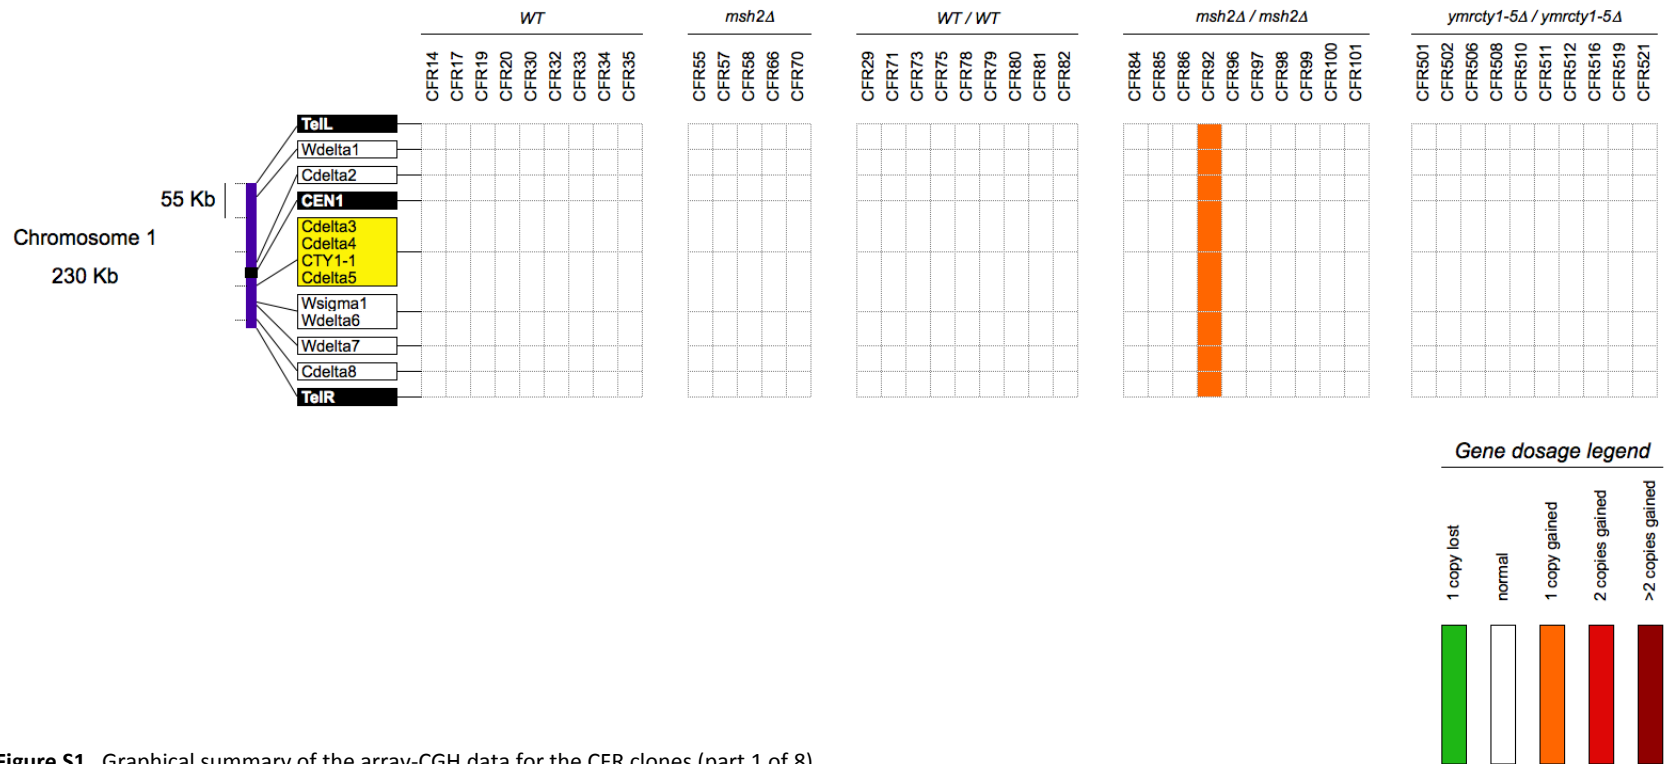 WT
msh2Δ
WT / WT
msh2Δ / msh2Δ
ymrcty1-5Δ / ymrcty1-5Δ
CFR14
CFR17
CFR19
CFR20
CFR30
CFR32
CFR33
CFR34
CFR35
CFR55
CFR57
CFR58
CFR66
CFR70
CFR29
CFR71
CFR73
CFR75
CFR78
CFR79
CFR80
CFR81
CFR82
CFR84
CFR85
CFR86
CFR92
CFR96
CFR97
CFR98
CFR99
CFR100
CFR101
CFR501
CFR502
CFR506
CFR508
CFR510
CFR511
CFR512
CFR516
CFR519
CFR521
TelL
Wdelta1
Cdelta2
CEN1
Cdelta3
Cdelta4
CTY1-1
Cdelta5
Wsigma1
Wdelta6
Wdelta7
Cdelta8
TelR
55 Kb
Chromosome 1
230 Kb
Gene dosage legend
1 copy lost
normal
1 copy gained
2 copies gained
>2 copies gained
Figure S1 Graphical summary of the array-CGH data for the CFR clones (part 1 of 8)